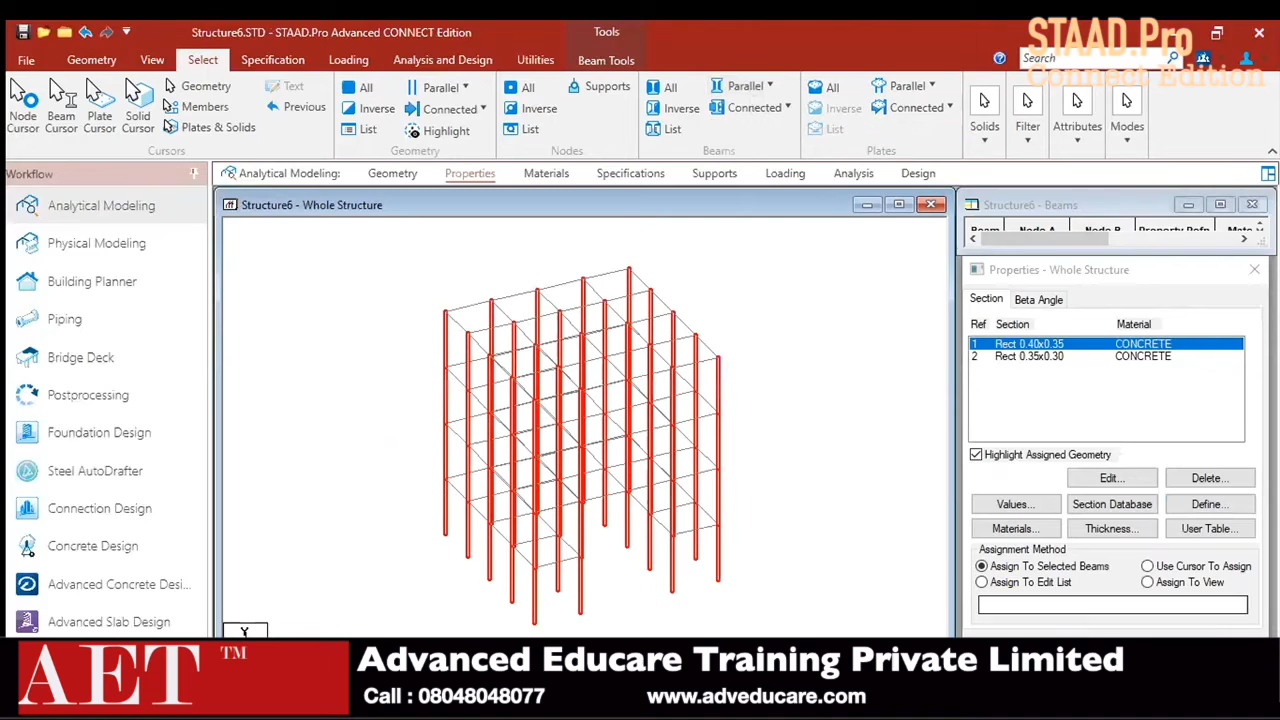 Structure6.STD - STAAD.Pro Advanced CONNECT Edition
Tools
STAAD.Pro
Connect Edition
File Geometry View Select Specification Loading Analysis and Design Utilities Beam Tools
Search
Node Cursor
Beam Cursor
Plate Cursor
Solid Cursor
Geometry
Members
Plates & Solids
Text
Previous
Cursors
All
Inverse
List
Parallel
Connected
Highlight
Geometry
All
Inverse
List
Supports
Nodes
All
Inverse
List
Parallel
Connected
Beams
All
Inverse
List
Parallel
Connected
Plates
Solids
Filter
Attributes
Modes
Workflow
Analytical Modeling: Geometry Properties Materials Specifications Supports Loading Analysis Design
Analytical Modeling
Physical Modeling
Building Planner
Piping
Bridge Deck
Postprocessing
Foundation Design
Steel AutoDrafter
Connection Design
Concrete Design
Advanced Concrete Desi...
Advanced Slab Design
Structure6 - Whole Structure
Y
Structure6 - Beams
Beam Node A Node B Property Refn Mate
Properties - Whole Structure
Section Beta Angle
Ref Section Material
1 Rect 0.40x0.35 CONCRETE
2 Rect 0.35x0.30 CONCRETE
Highlight Assigned Geometry
Edit... Delete...
Values... Section Database Define...
Materials... Thickness... User Table...
Assignment Method
Assign To Selected Beams Use Cursor To Assign
Assign To Edit List Assign To View
AET TM
Advanced Educare Training Private Limited
Call : 08048048077 www.adveducare.com